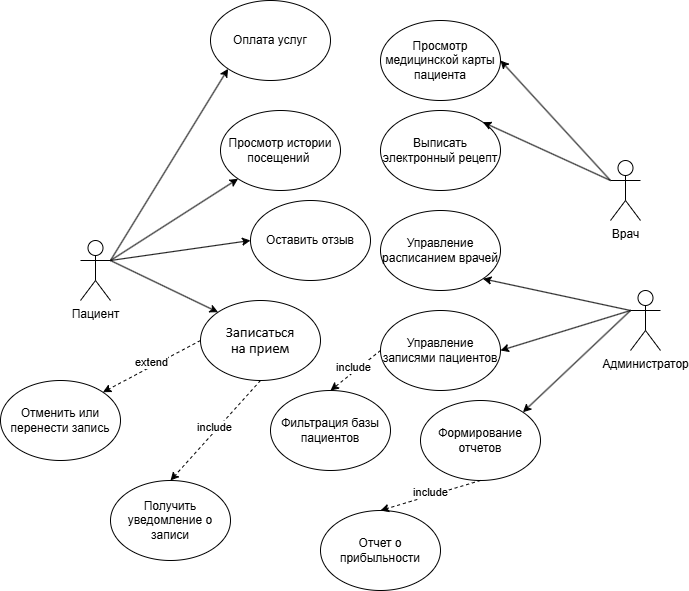 Оплата услуг
Просмотр
медицинской карты
пациента
Просмотр истории
посещений
Выписать
электронный рецепт
Врач
Оставить отзыв
Управление
расписанием врачей
Пациент
Записаться
на прием
Управление
записями пациентов
Администратор
extend
include
Отменить или
перенести запись
include
Фильтрация базы
пациентов
Формирование
отчетов
include
Получить
уведомление о
записи
Отчет о
прибыльности